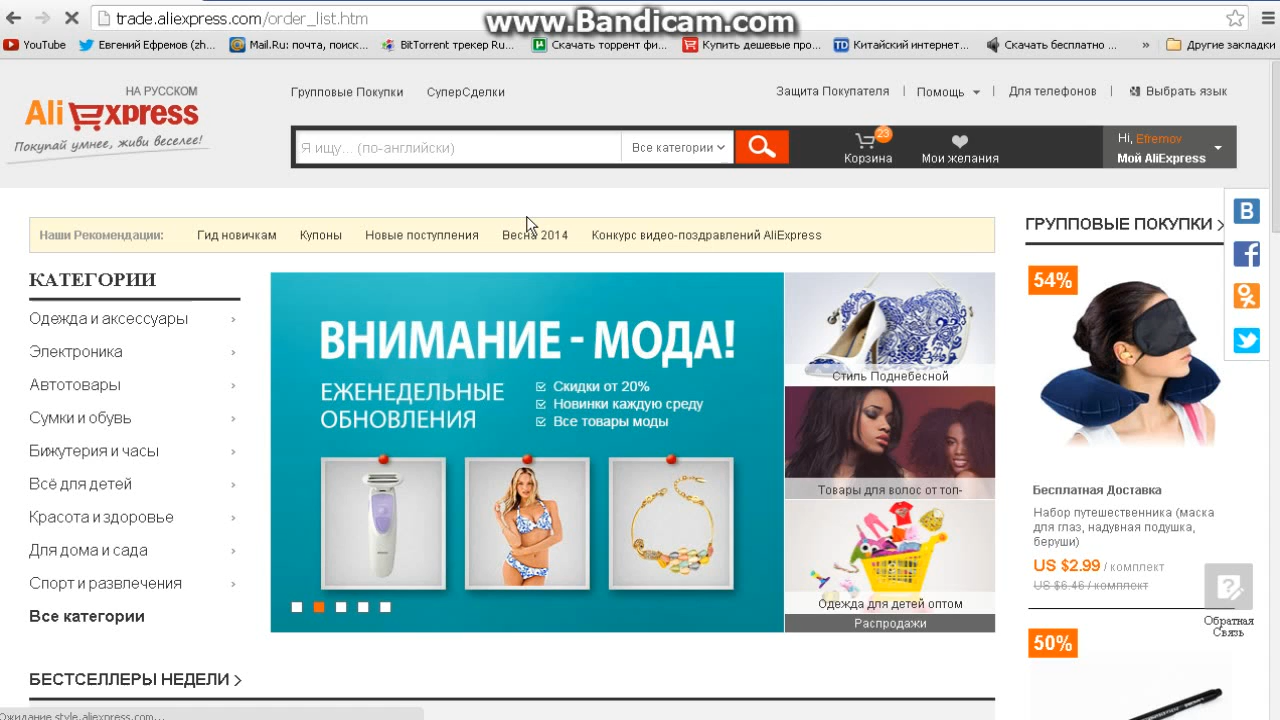 www.Bandicam.com
trade.aliexpress.com/order_list.htm
YouTube
Евгений Ефремов (zh...
Mail.Ru: почта, поиск...
BitTorrent трекер Ru...
Скачать торрент фи...
Купить дешевые про...
Китайский интернет...
Скачать бесплатно ...
»
Другие закладки
НА РУССКОМ
AliExpress
Покупай умнее, живи веселее!
Групповые Покупки
СуперСделки
Защита Покупателя
Помощь
Для телефонов
Выбрать язык
Я ищу... (по-английски)
Все категории
23
Корзина
Мои желания
Hi, Efremov
Мой AliExpress
Наши Рекомендации:
Гид новичкам
Купоны
Новые поступления
Весна 2014
Конкурс видео-поздравлений AliExpress
КАТЕГОРИИ
Одежда и аксессуары
Электроника
Автотовары
Сумки и обувь
Бижутерия и часы
Всё для детей
Красота и здоровье
Для дома и сада
Спорт и развлечения
Все категории
ВНИМАНИЕ - МОДА!
ЕЖЕНЕДЕЛЬНЫЕ
ОБНОВЛЕНИЯ
Скидки от 20%
Новинки каждую среду
Все товары моды
Стиль Поднебесной
Товары для волос от топ-
Одежда для детей оптом
Распродажи
ГРУППОВЫЕ ПОКУПКИ
54%
Бесплатная Доставка
Набор путешественника (маска
для глаз, надувная подушка,
беруши)
US $2.99 / комплект
US $6.46 / комплект
50%
Обратная
Связь
БЕСТСЕЛЛЕРЫ НЕДЕЛИ
Ожидание style.aliexpress.com...